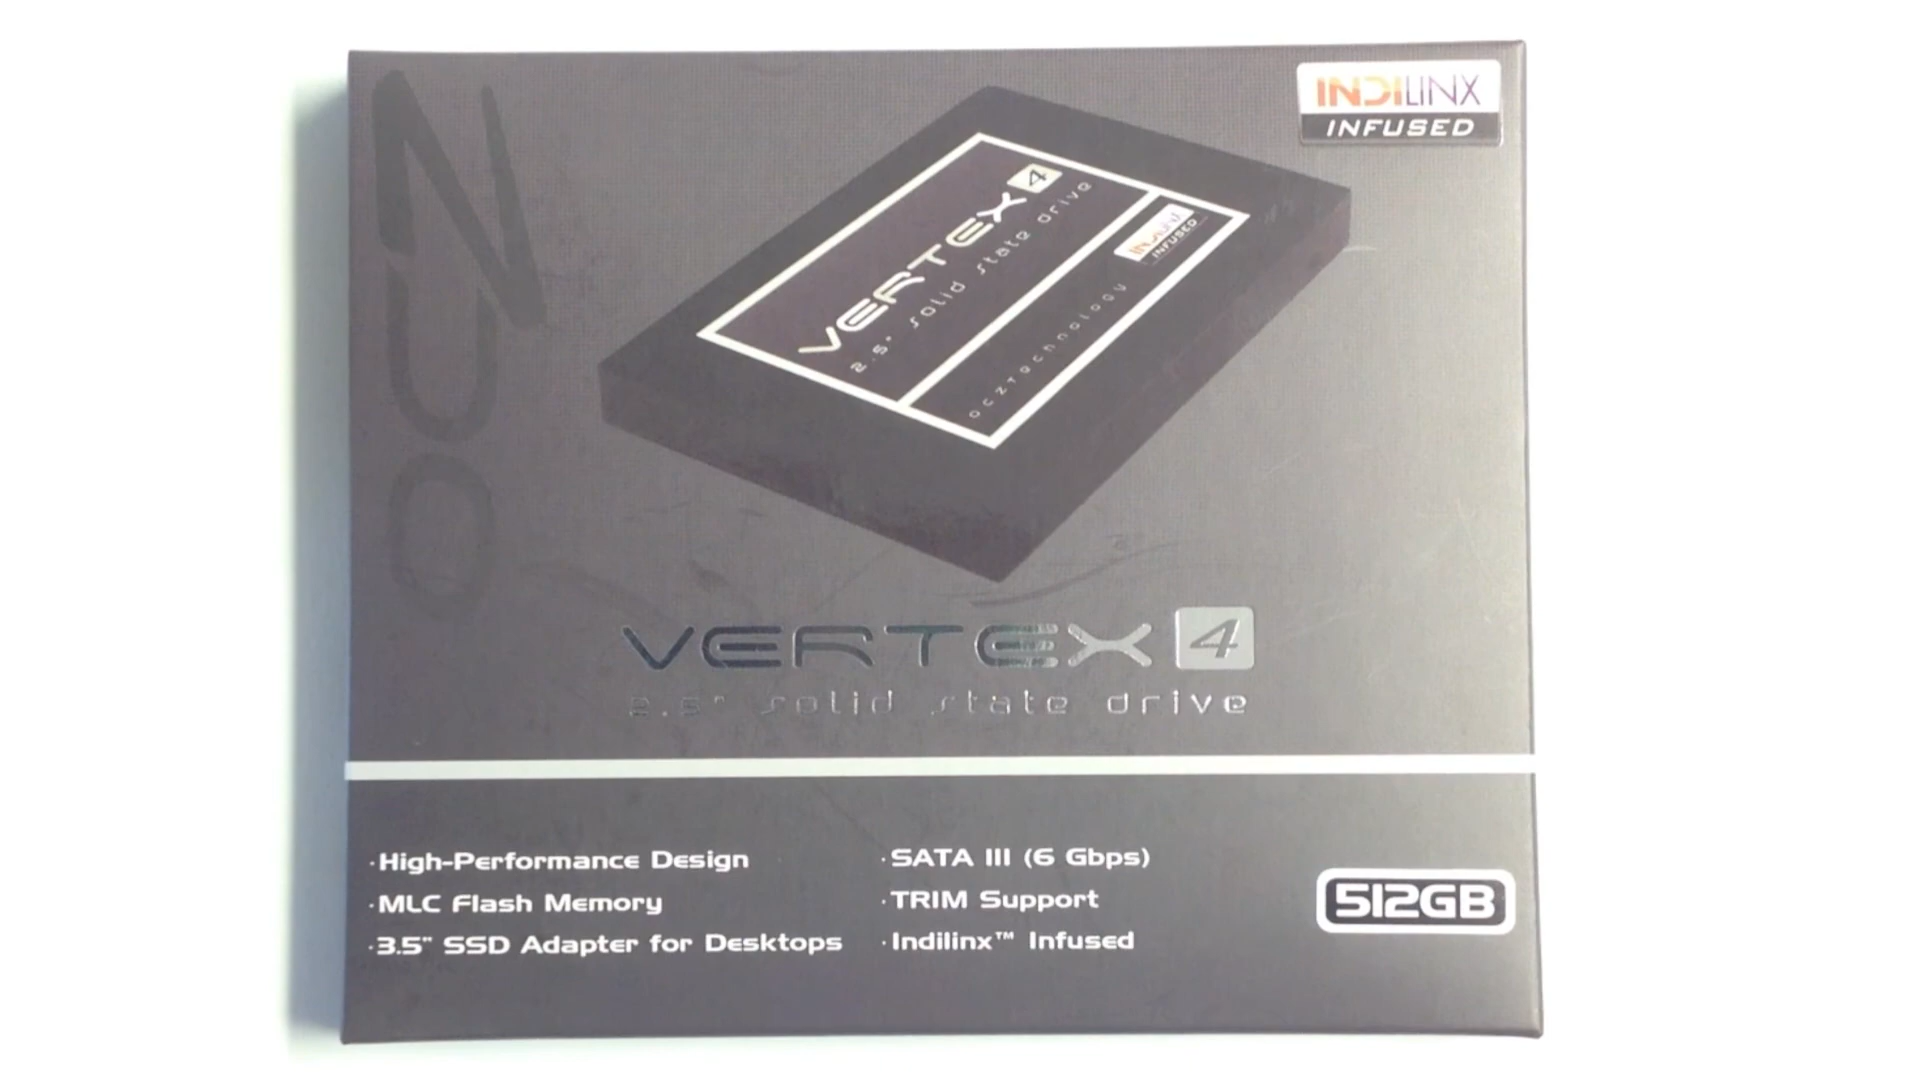 OCZ
INDILINX
INFUSED
VERTEX 4
2.5" solid state drive
INDILINX
INFUSED
OCZTechnology
VERTEX 4
2.5" solid state drive
·High-Performance Design
·MLC Flash Memory
·3.5" SSD Adapter for Desktops
·SATA III (6 Gbps)
·TRIM Support
·Indilinx™ Infused
512GB